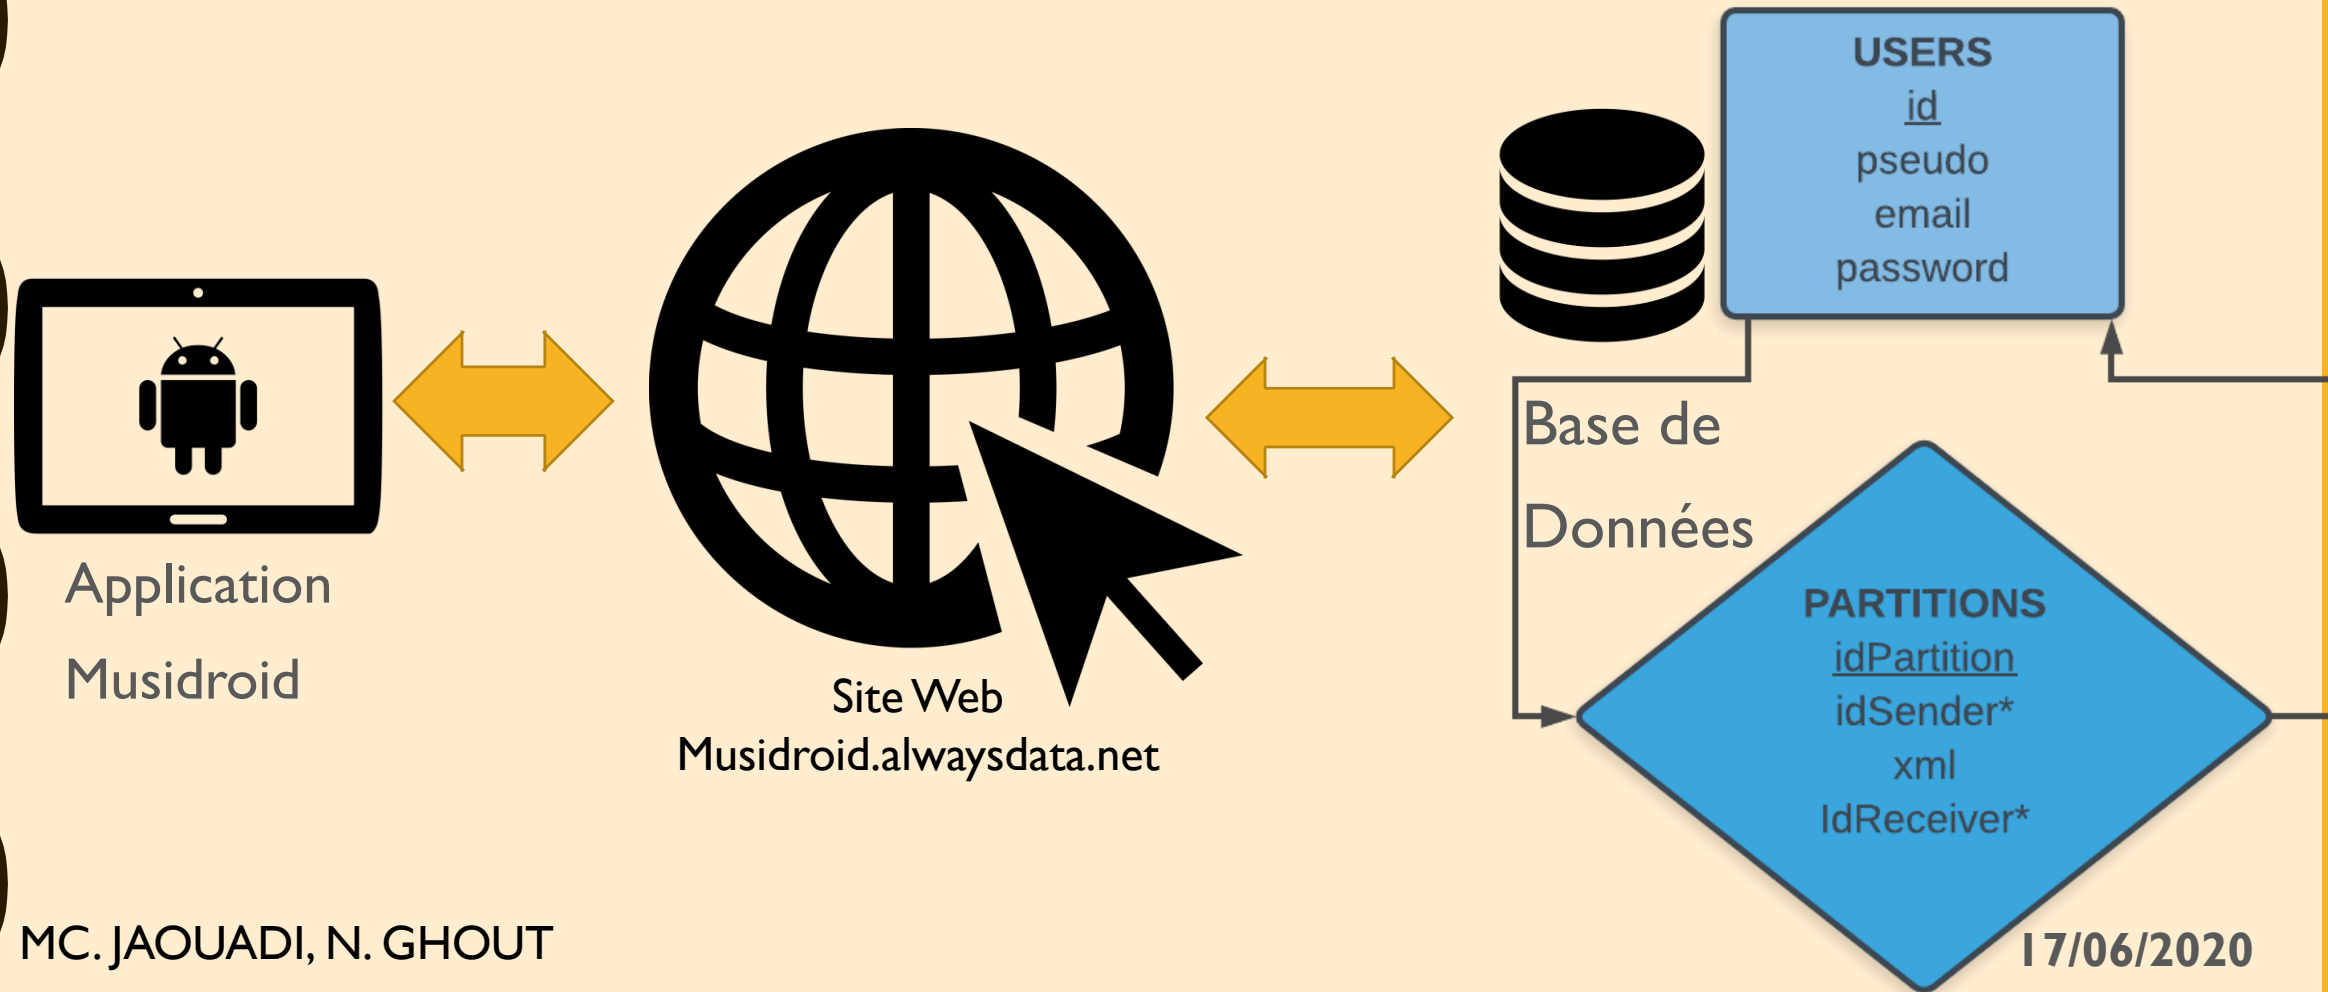 Application
Musidroid
Site Web
Musidroid.alwaysdata.net
Base de
Données
USERS
id
pseudo
email
password
PARTITIONS
idPartition
idSender*
xml
IdReceiver*
MC. JAOUADI, N. GHOUT
17/06/2020